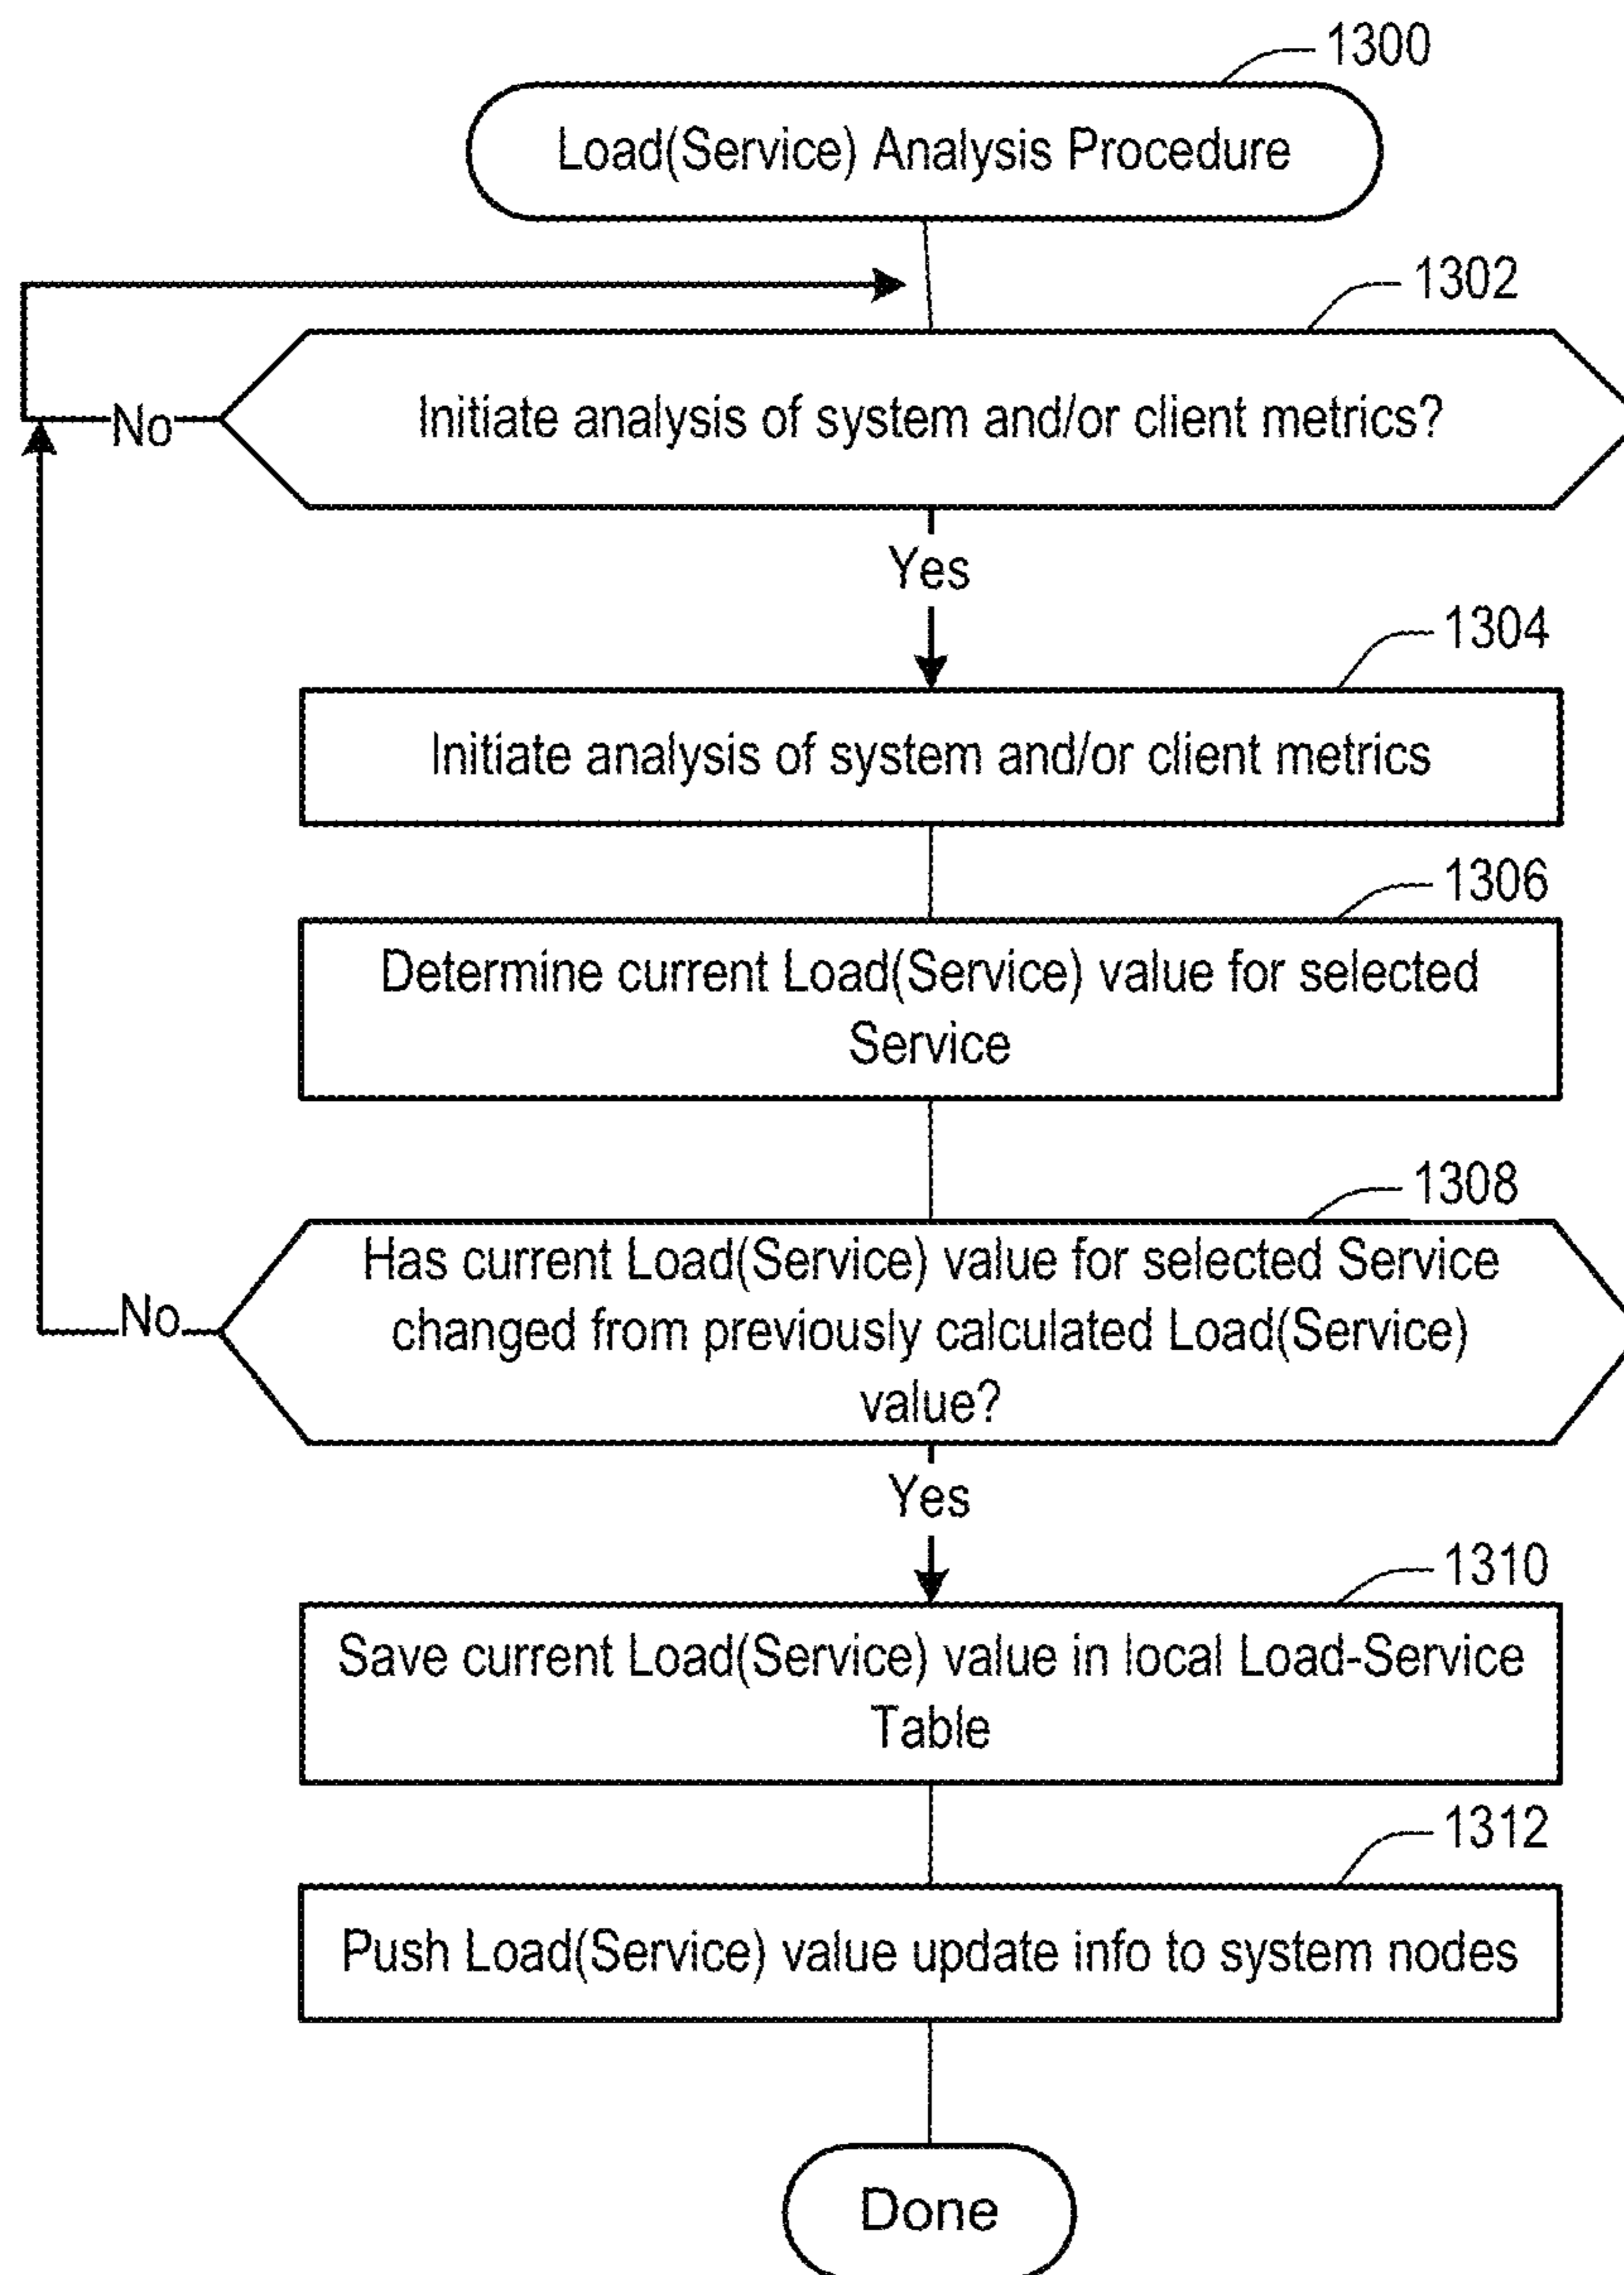 1300
Load(Service) Analysis Procedure
1302
Initiate analysis of system and/or client metrics?
No
Yes
1304
Initiate analysis of system and/or client metrics
1306
Determine current Load(Service) value for selected
Service
1308
Has current Load(Service) value for selected Service
changed from previously calculated Load(Service)
value?
No
Yes
1310
Save current Load(Service) value in local Load-Service
Table
1312
Push Load(Service) value update info to system nodes
Done